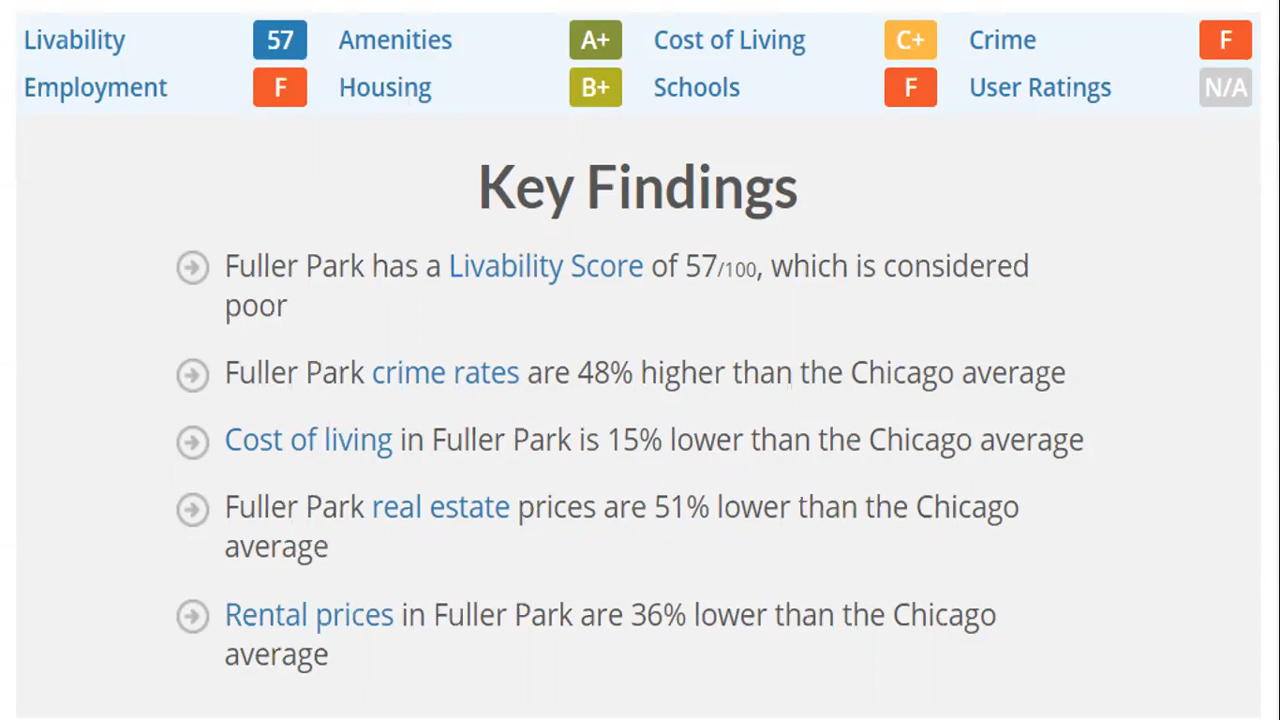 Livability 57 Amenities A+ Cost of Living C+ Crime F
Employment F Housing B+ Schools F User Ratings N/A
Key Findings
Fuller Park has a Livability Score of 57/100, which is considered
poor
Fuller Park crime rates are 48% higher than the Chicago average
Cost of living in Fuller Park is 15% lower than the Chicago average
Fuller Park real estate prices are 51% lower than the Chicago
average
Rental prices in Fuller Park are 36% lower than the Chicago
average